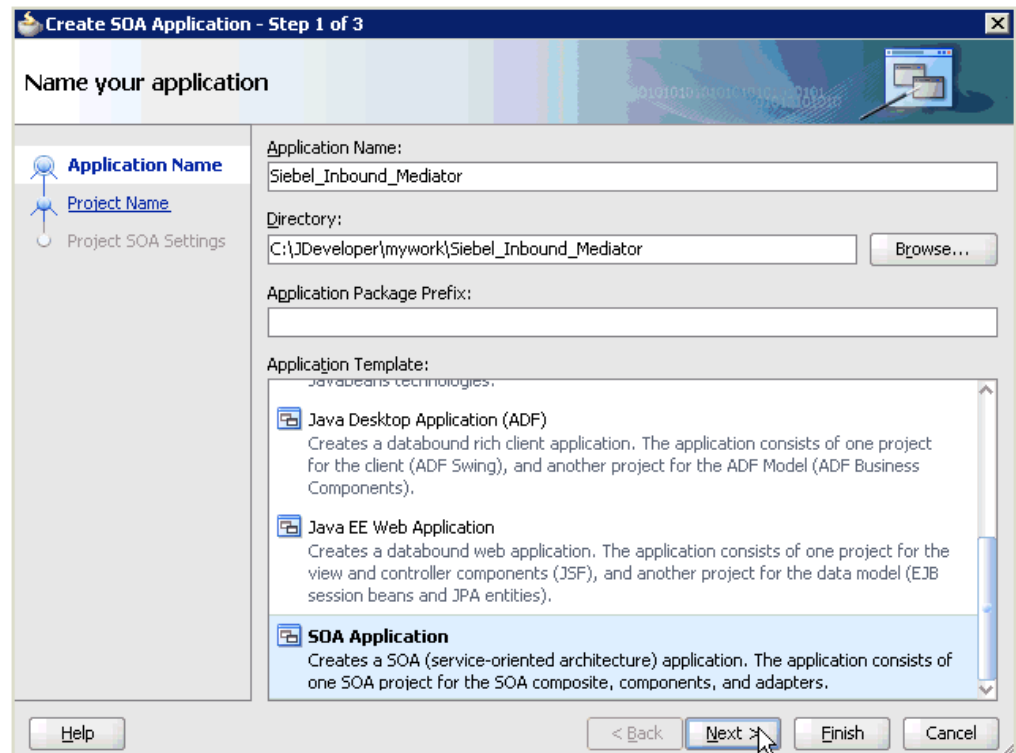 Create SOA Application - Step 1 of 3
Name your application
Application Name
Project Name
Project SOA Settings
Application Name:
Siebel_Inbound_Mediator
Directory:
C:\JDeveloper\mywork\Siebel_Inbound_Mediator
Browse...
Application Package Prefix:
Application Template:
Javabeans technologies.
Java Desktop Application (ADF)
Creates a databound rich client application. The application consists of one project
for the client (ADF Swing), and another project for the ADF Model (ADF Business
Components).
Java EE Web Application
Creates a databound web application. The application consists of one project for the
view and controller components (JSF), and another project for the data model (EJB
session beans and JPA entities).
SOA Application
Creates a SOA (service-oriented architecture) application. The application consists of
one SOA project for the SOA composite, components, and adapters.
Help
< Back
Next >
Finish
Cancel